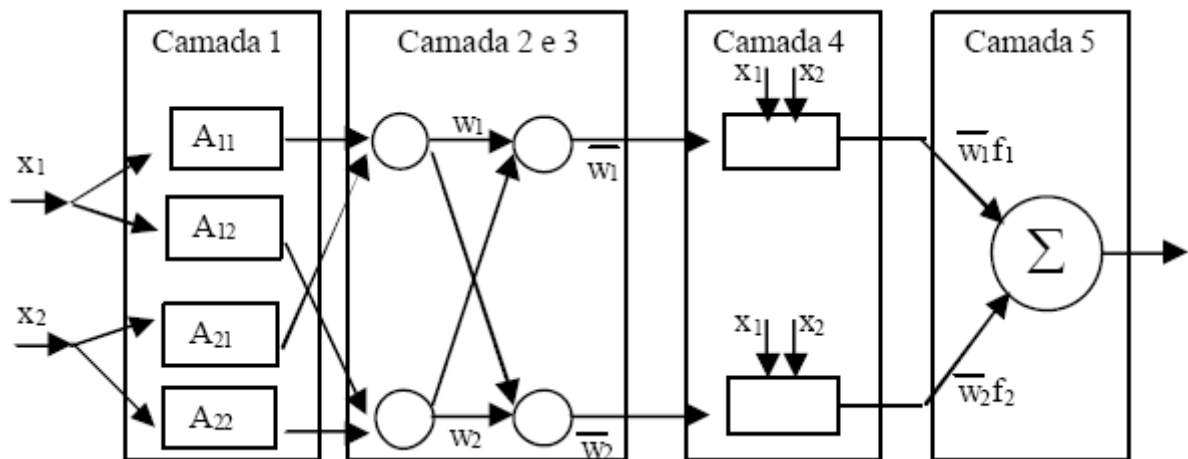 Camada 1
Camada 2 e 3
Camada 4
Camada 5
x₁ x₂
A₁₁
w₁
w̅₁
w̅₁f₁
x₁
A₁₂
Σ
x₂
A₂₁
x₁ x₂
A₂₂
w₂
w̅₂
w̅₂f₂